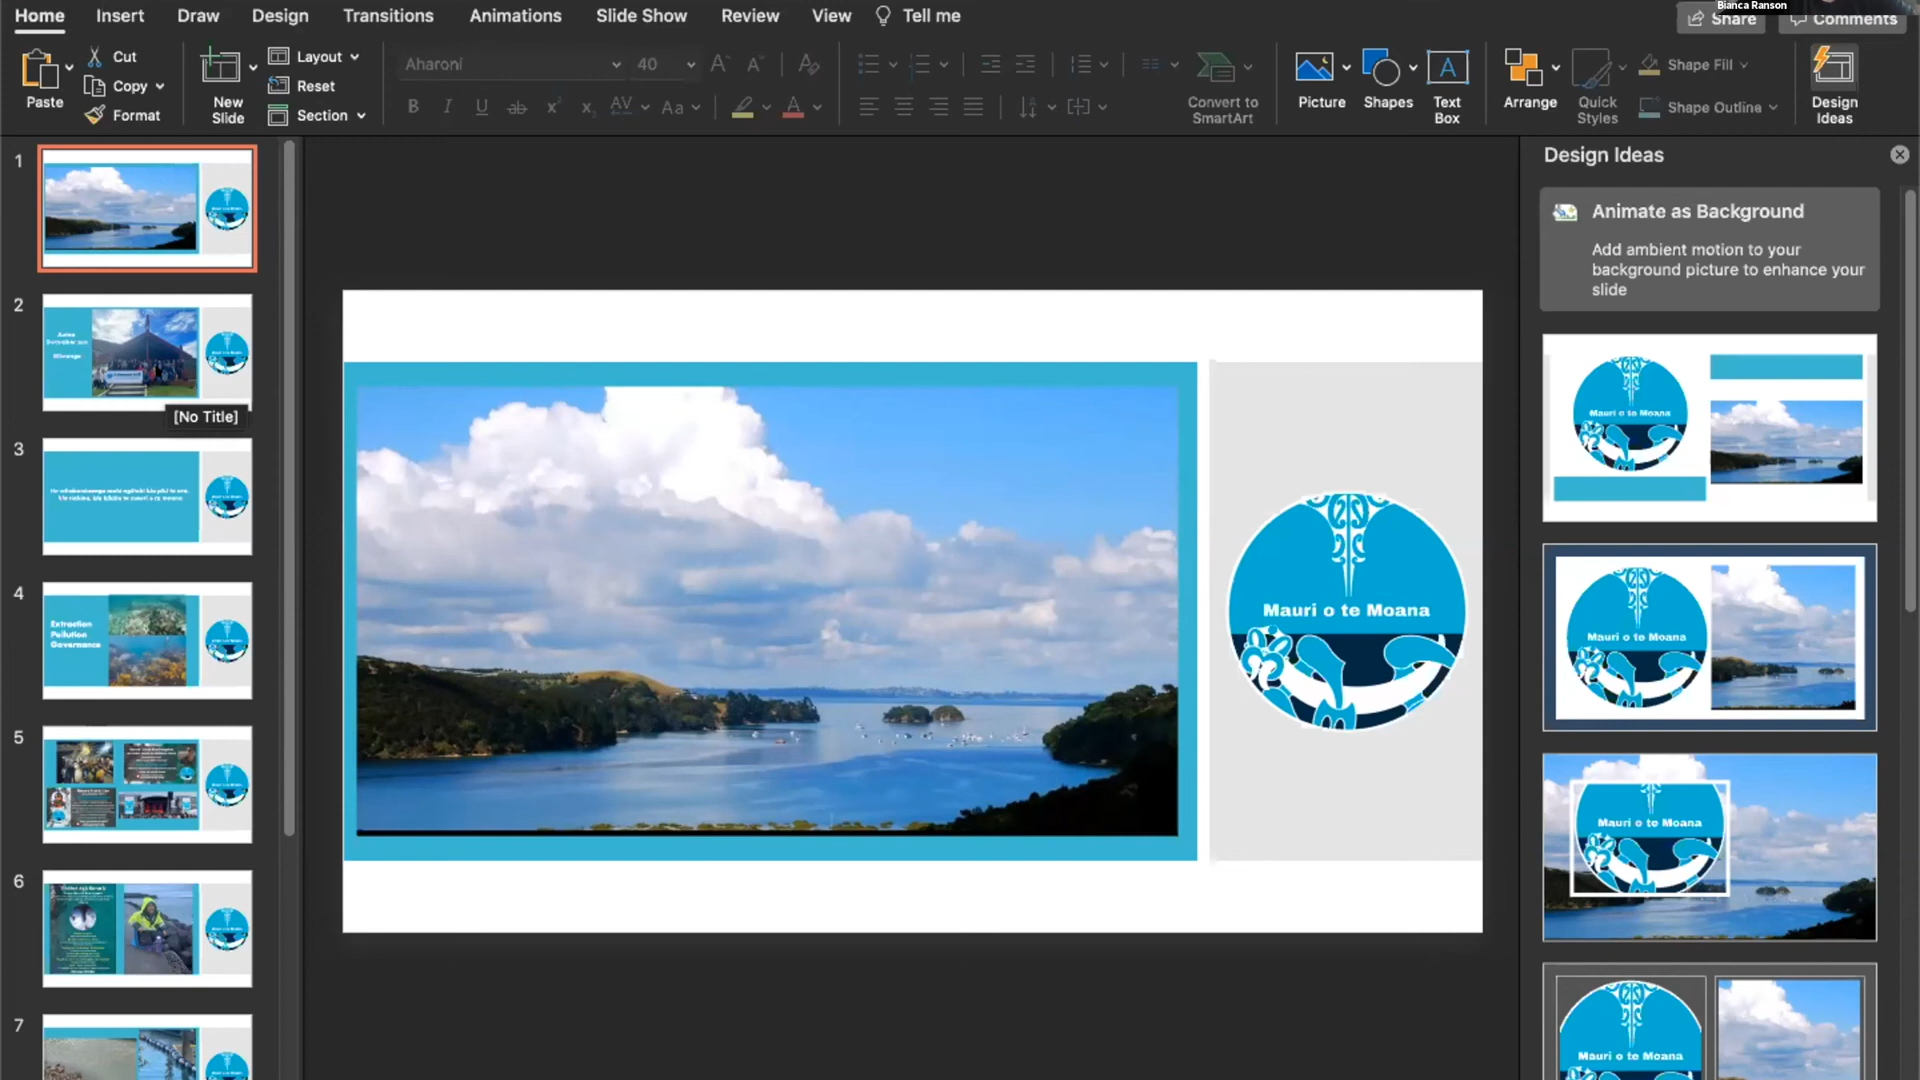 Bianca Ranson
Home Insert Draw Design Transitions Animations Slide Show Review View Tell me
Share Comments
Paste
Cut
Copy
Format
New
Slide
Layout
Reset
Section
Aharoni 40
Convert to
SmartArt
Picture
Shapes
Text
Box
Arrange
Quick
Styles
Shape Fill
Shape Outline
Design
Ideas
1
2
[No Title]
3
4
Extraction
Pollution
Governance
5
6
7
Mauri o te Moana
Design Ideas
Animate as Background
Add ambient motion to your
background picture to enhance your
slide
Mauri o te Moana
Mauri o te Moana
Mauri o te Moana
Mauri o te Moana